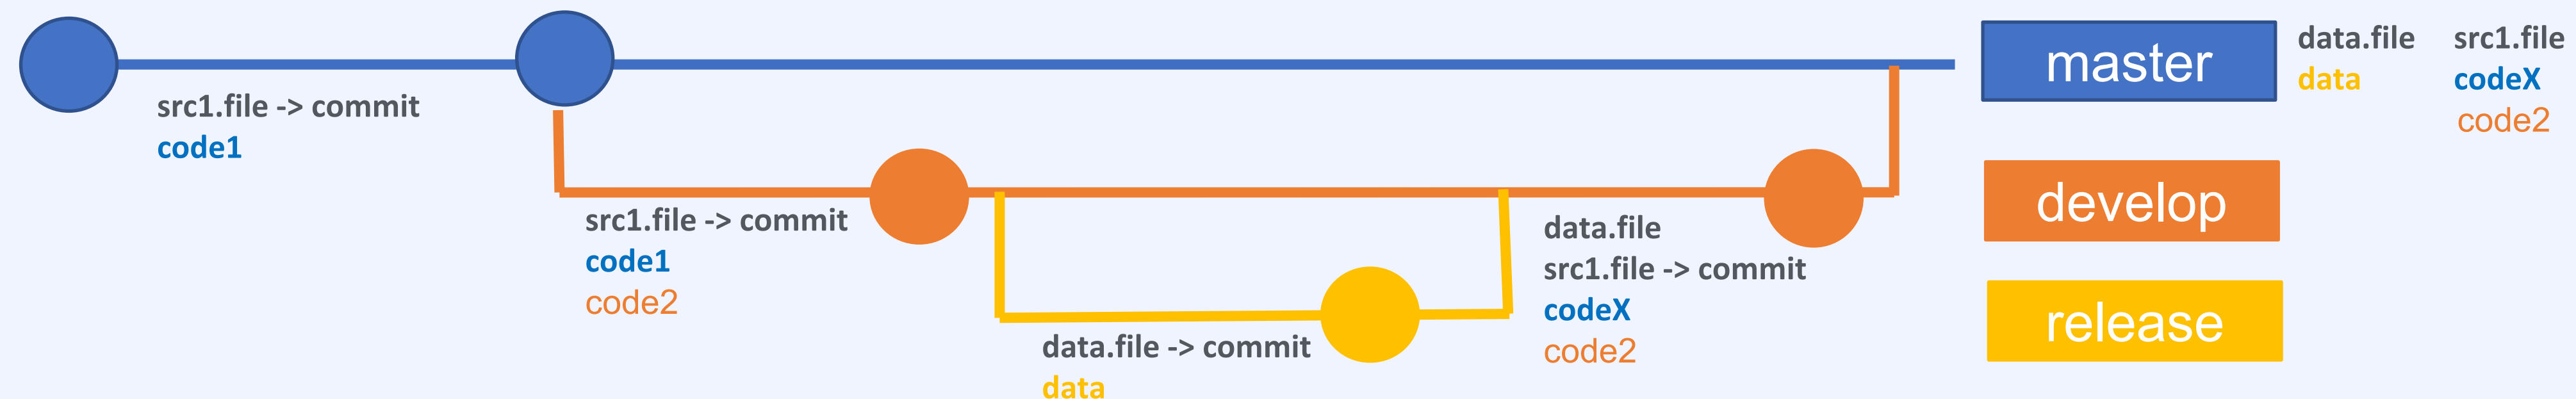 src1.file -> commit
code1
src1.file -> commit
code1
code2
data.file -> commit
data
data.file
src1.file -> commit
codeX
code2
master
develop
release
data.file
data
src1.file
codeX
code2